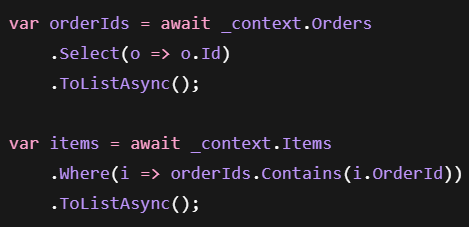 var orderIds = await _context.Orders
    .Select(o => o.Id)
    .ToListAsync();

var items = await _context.Items
    .Where(i => orderIds.Contains(i.OrderId))
    .ToListAsync();